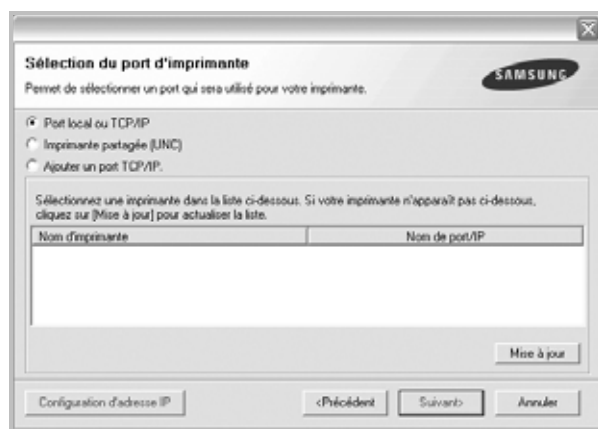 Sélection du port d'imprimante
Permet de sélectionner un port qui sera utilisé pour votre imprimante.
SAMSUNG
Port local ou TCP/IP
Imprimante partagée (UNC)
Ajouter un port TCP/IP.
Sélectionnez une imprimante dans la liste ci-dessous. Si votre imprimante n'apparaît pas ci-dessous,
cliquez sur [Mise à jour] pour actualiser la liste.
Nom d'imprimante Nom de port/IP
Mise à jour
Configuration d'adresse IP <Précédent Suivant> Annuler